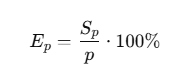 E_p = \frac{S_p}{p} \cdot 100\%